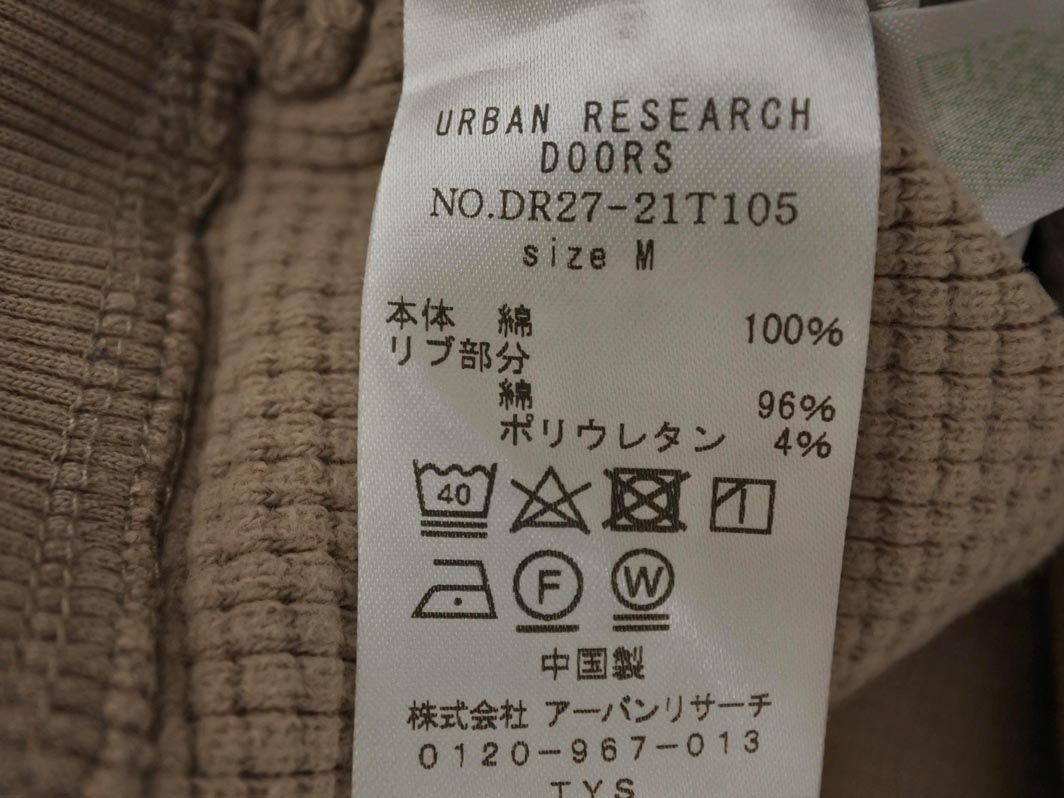 URBAN RESEARCH
DOORS
NO.DR27-21T105
size M
本体 綿 100%
リブ部分
綿 96%
ポリウレタン 4%
40
F
W
中国製
株式会社 アーバンリサーチ
0120-967-013
TYS